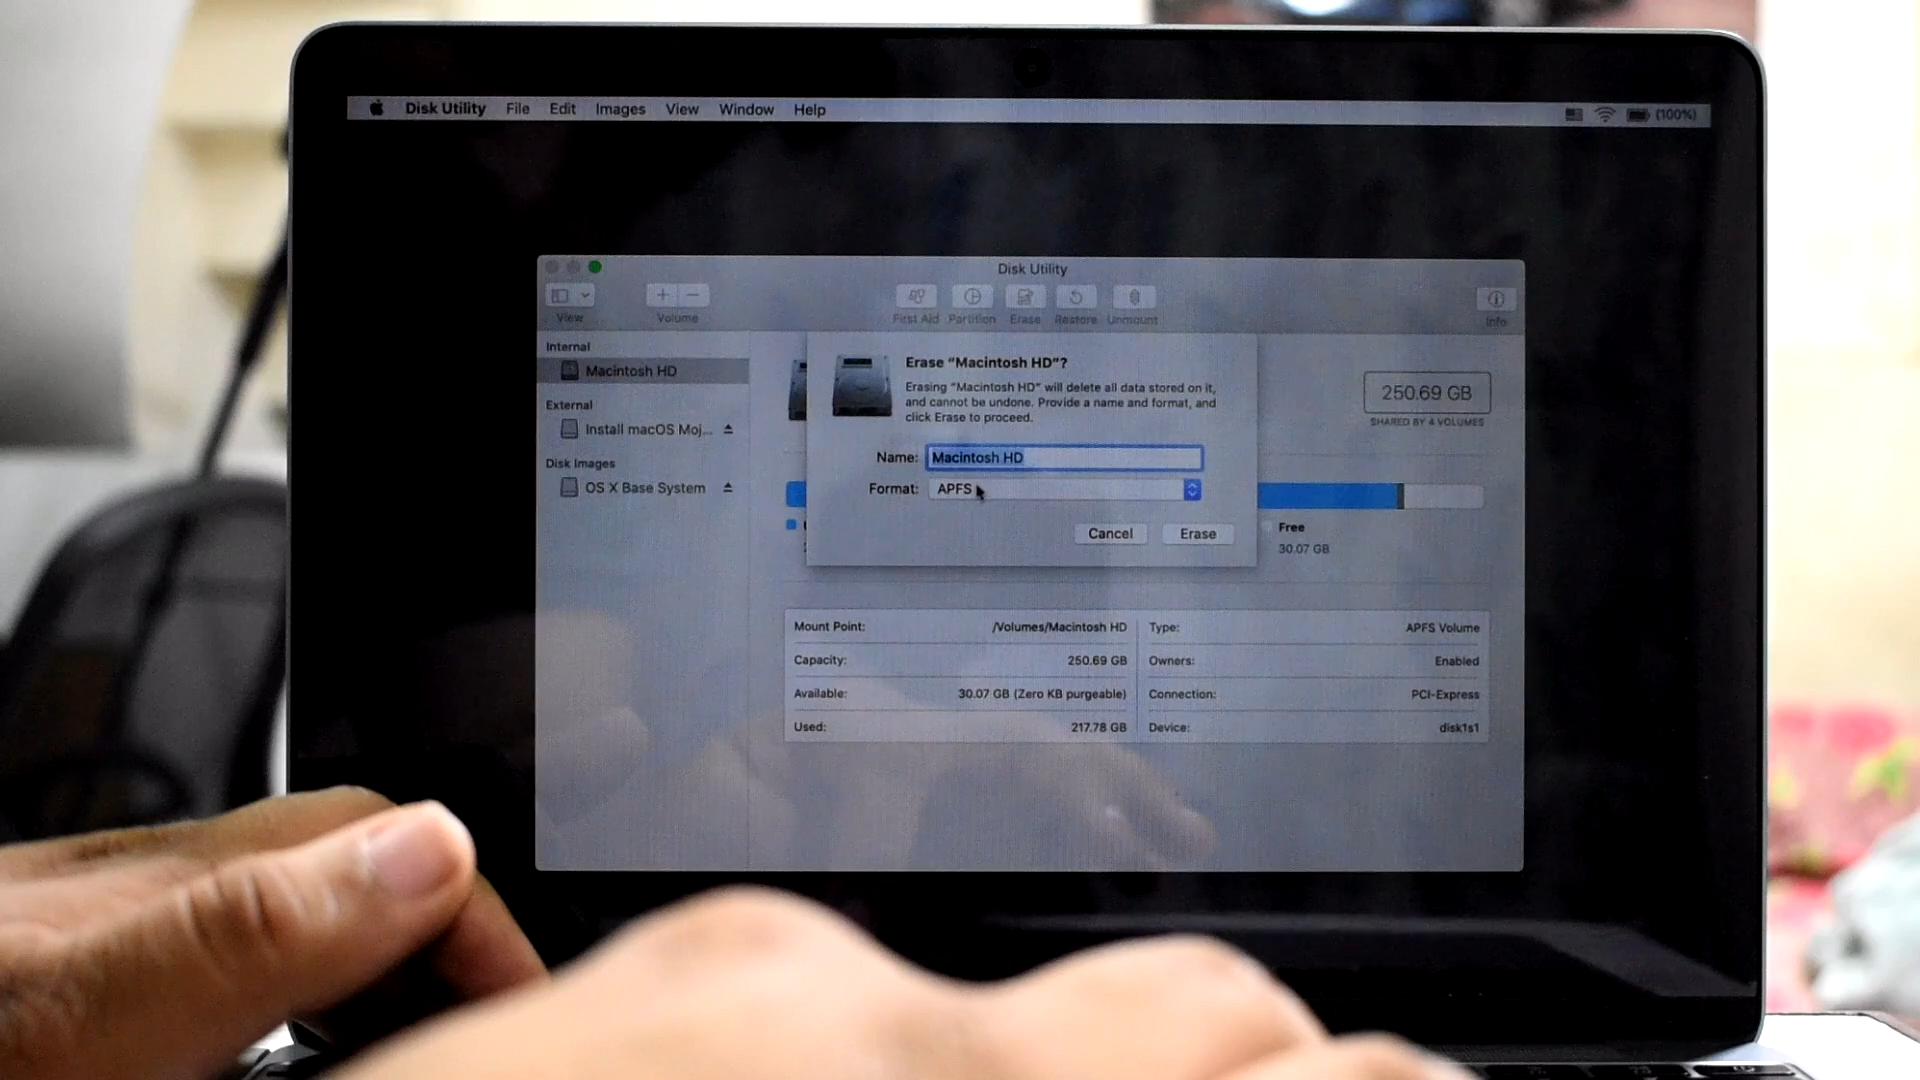 Disk Utility File Edit Images View Window Help (100%)
Disk Utility
View Volume First Aid Partition Erase Restore Unmount Info
Internal
Macintosh HD
External
Install macOS Moj...
Disk Images
OS X Base System
Erase “Macintosh HD”?
Erasing “Macintosh HD” will delete all data stored on it,
and cannot be undone. Provide a name and format, and
click Erase to proceed.
Name: Macintosh HD
Format: APFS
Cancel Erase
250.69 GB
SHARED BY 4 VOLUMES
Free
30.07 GB
Mount Point: /Volumes/Macintosh HD
Capacity: 250.69 GB
Available: 30.07 GB (Zero KB purgeable)
Used: 217.78 GB
Type: APFS Volume
Owners: Enabled
Connection: PCI-Express
Device: disk1s1